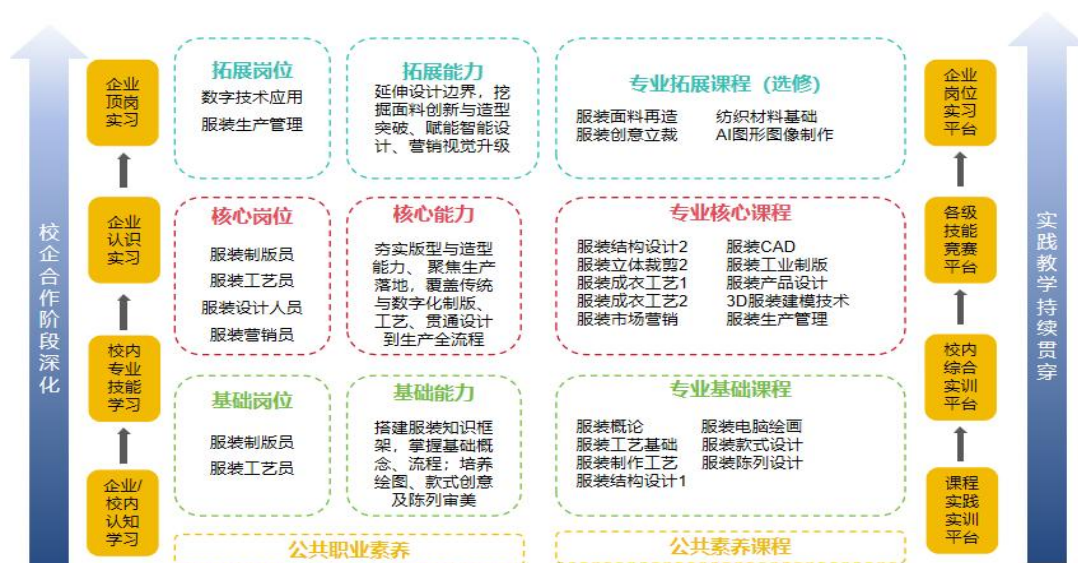 校企合作阶段深化
企业
顶岗
实习
企业
认识
实习
校内
专业
技能
学习
企业/
校内
认知
学习
拓展岗位
数字技术应用
服装生产管理
拓展能力
延伸设计边界，挖
掘面料创新与造型
突破、赋能智能设
计、营销视觉升级
专业拓展课程（选修）
服装面料再造 纺织材料基础
服装创意立裁 AI图形图像制作
核心岗位
服装制版员
服装工艺员
服装设计人员
服装营销员
核心能力
夯实版型与造型
能力、 聚焦生产
落地，覆盖传统
与数字化制版、
工艺、贯通设计
到生产全流程
专业核心课程
服装结构设计2 服装CAD
服装立体裁剪2 服装工业制版
服装成衣工艺1 服装产品设计
服装成衣工艺2 3D服装建模技术
服装市场营销 服装生产管理
基础岗位
服装制版员
服装工艺员
基础能力
搭建服装知识框
架，掌握基础概
念、流程；培养
绘图、款式创意
及陈列审美
专业基础课程
服装概论 服装电脑绘画
服装工艺基础 服装款式设计
服装制作工艺 服装陈列设计
服装结构设计1
公共职业素养
公共素养课程
企业
岗位
实习
平台
各级
技能
竞赛
平台
校内
综合
实训
平台
课程
实践
实训
平台
实践教学持续贯穿